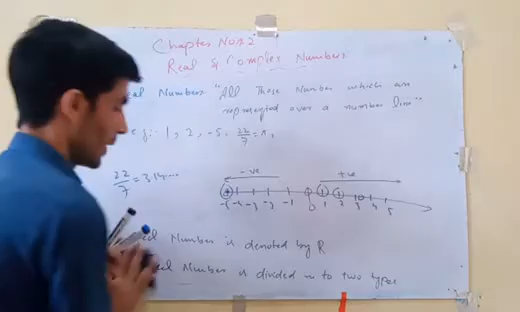 Chapter No#2
Real & Complex Numbers
Numbers "All Those Number which are
represented over a number line"
e.g: 1, 2, -5, 22/7 = π,
22/7 = 3.14...
-ve +ve
-5 -4 -3 -2 -1 0 1 2 3 4 5
Number is denoted by R
Number is divided in to two types